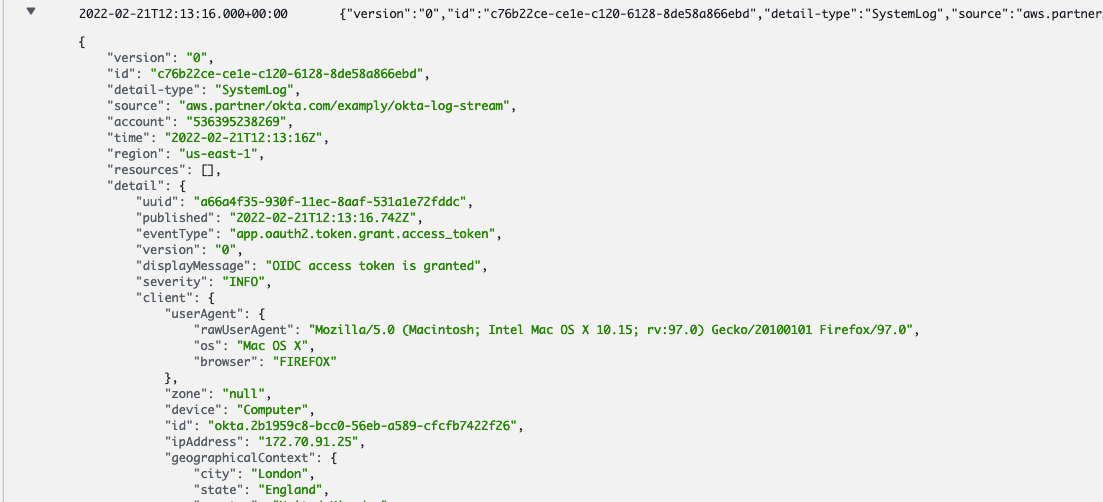 2022-02-21T12:13:16.000+00:00 {"version":"0","id":"c76b22ce-ce1e-c120-6128-8de58a866ebd","detail-type":"SystemLog","source":"aws.partner
{
"version": "0",
"id": "c76b22ce-ce1e-c120-6128-8de58a866ebd",
"detail-type": "SystemLog",
"source": "aws.partner/okta.com/examply/okta-log-stream",
"account": "536395238269",
"time": "2022-02-21T12:13:16Z",
"region": "us-east-1",
"resources": [],
"detail": {
"uuid": "a66a4f35-930f-11ec-8aaf-531a1e72fddc",
"published": "2022-02-21T12:13:16.742Z",
"eventType": "app.oauth2.token.grant.access_token",
"version": "0",
"displayMessage": "OIDC access token is granted",
"severity": "INFO",
"client": {
"userAgent": {
"rawUserAgent": "Mozilla/5.0 (Macintosh; Intel Mac OS X 10.15; rv:97.0) Gecko/20100101 Firefox/97.0",
"os": "Mac OS X",
"browser": "FIREFOX"
},
"zone": "null",
"device": "Computer",
"id": "okta.2b1959c8-bcc0-56eb-a589-cfcfb7422f26",
"ipAddress": "172.70.91.25",
"geographicalContext": {
"city": "London",
"state": "England",